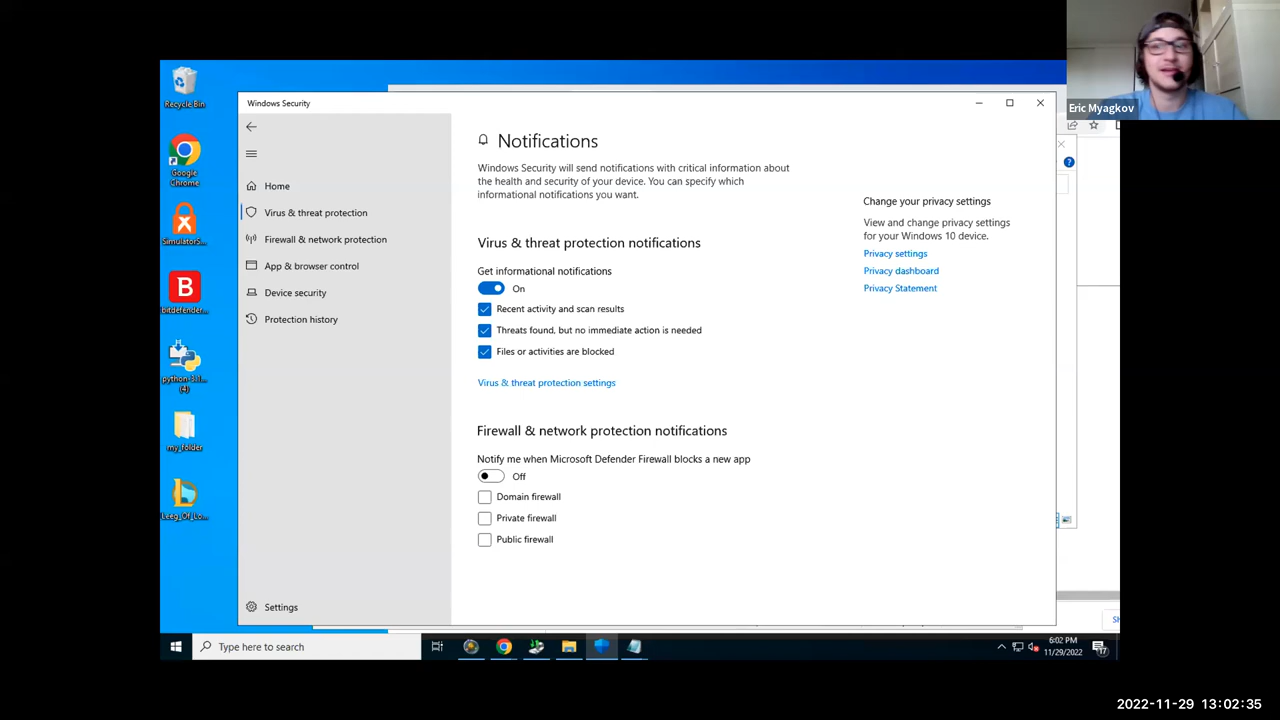 Eric Myagkov
Recycle Bin
Google
Chrome
SimulatorS...
B
bitdefender...
python-3.1...
(4)
my_folder
Leeg_Of_Lo...
Windows Security
Home
Virus & threat protection
Firewall & network protection
App & browser control
Device security
Protection history
Settings
Notifications
Windows Security will send notifications with critical information about
the health and security of your device. You can specify which
informational notifications you want.
Virus & threat protection notifications
Get informational notifications
On
Recent activity and scan results
Threats found, but no immediate action is needed
Files or activities are blocked
Virus & threat protection settings
Firewall & network protection notifications
Notify me when Microsoft Defender Firewall blocks a new app
Off
Domain firewall
Private firewall
Public firewall
Change your privacy settings
View and change privacy settings
for your Windows 10 device.
Privacy settings
Privacy dashboard
Privacy Statement
Type here to search
6:02 PM
11/29/2022
17
2022-11-29 13:02:35